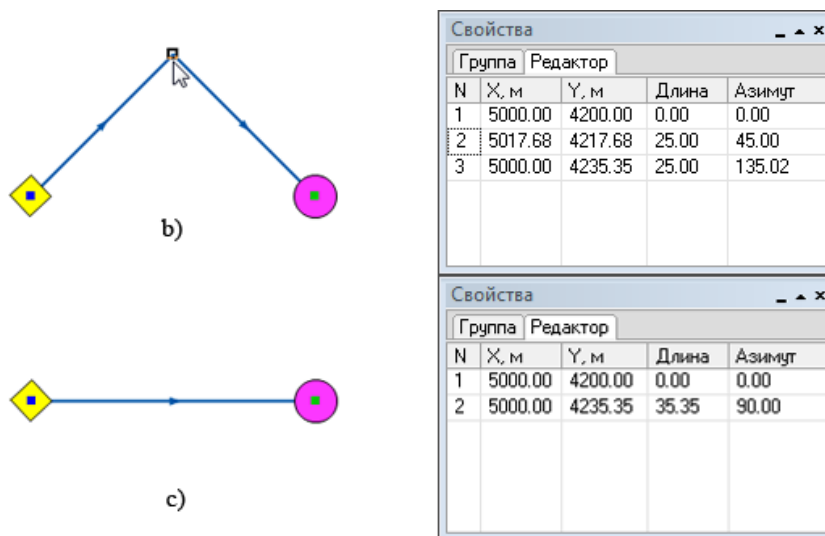 Свойства
Группа Редактор
N X, м Y, м Длина Азимут
1 5000.00 4200.00 0.00 0.00
2 5017.68 4217.68 25.00 45.00
3 5000.00 4235.35 25.00 135.02
b)
Свойства
Группа Редактор
N X, м Y, м Длина Азимут
1 5000.00 4200.00 0.00 0.00
2 5000.00 4235.35 35.35 90.00
c)